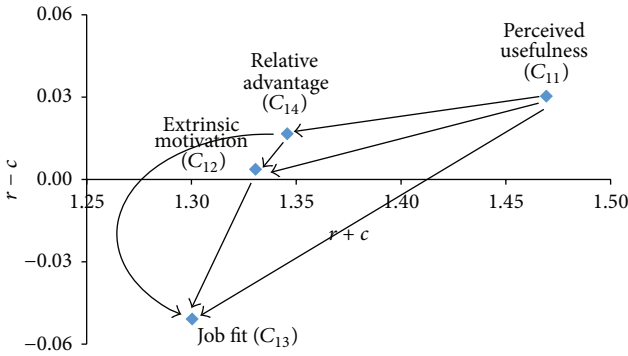 0.06
0.03
0.00
−0.03
−0.06
r − c
1.25
1.30
1.35
1.40
1.45
1.50
r + c
Perceived
usefulness
(C11)
Relative
advantage
(C14)
Extrinsic
motivation
(C12)
Job fit (C13)